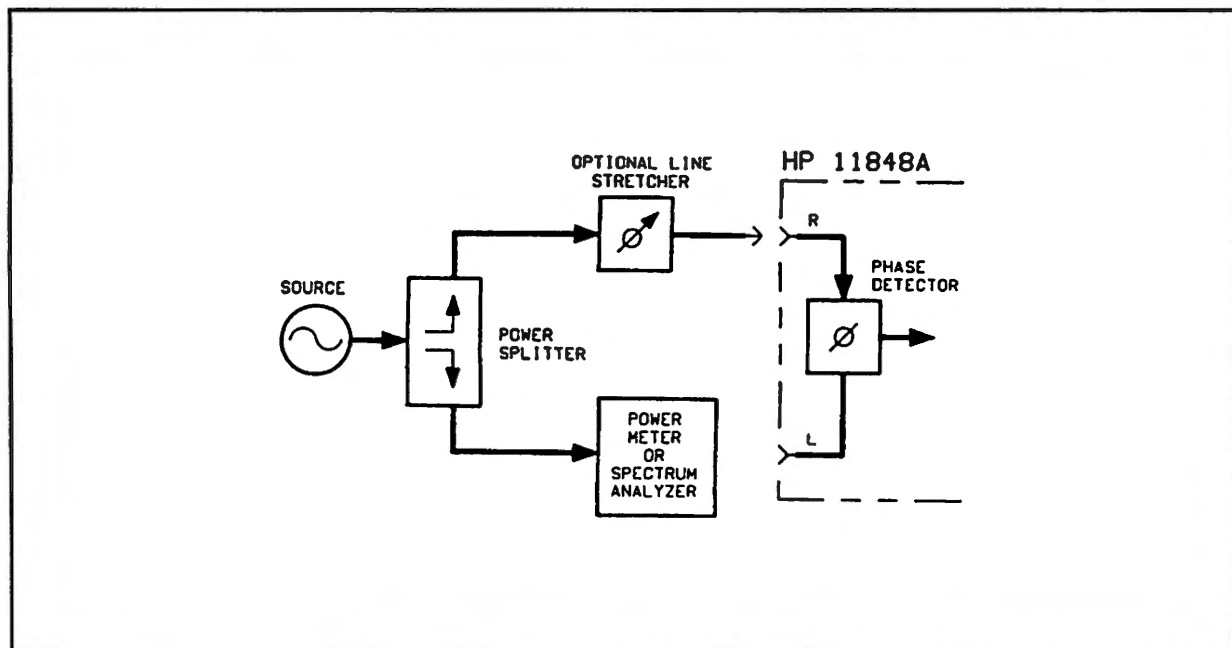 OPTIONAL LINE
STRETCHER
HP 11848A
R
PHASE
DETECTOR
SOURCE
POWER
SPLITTER
POWER
METER
OR
SPECTRUM
ANALYZER
L